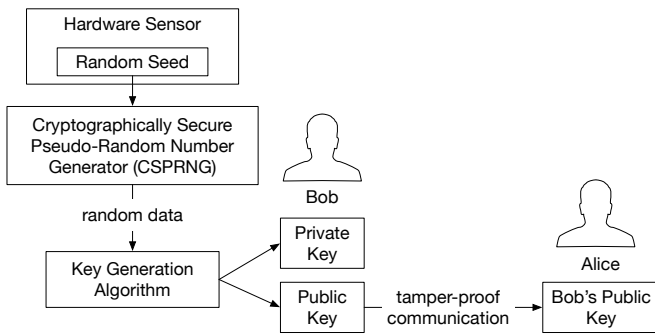 Hardware Sensor
Random Seed
Cryptographically Secure
Pseudo-Random Number
Generator (CSPRNG)
random data
Key Generation
Algorithm
Bob
Private
Key
Public
Key
tamper-proof
communication
Alice
Bob's Public
Key